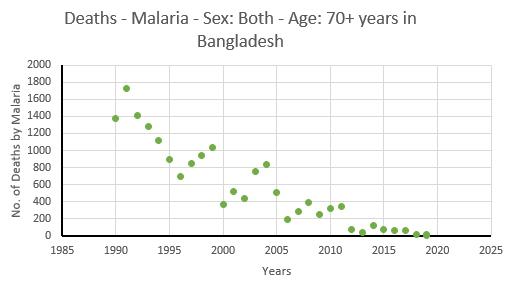 Deaths - Malaria - Sex: Both - Age: 70+ years in
Bangladesh
2000
1800
1600
1400
1200
1000
800
600
400
200
0
No. of Deaths by Malaria
1985 1990 1995 2000 2005 2010 2015 2020 2025
Years